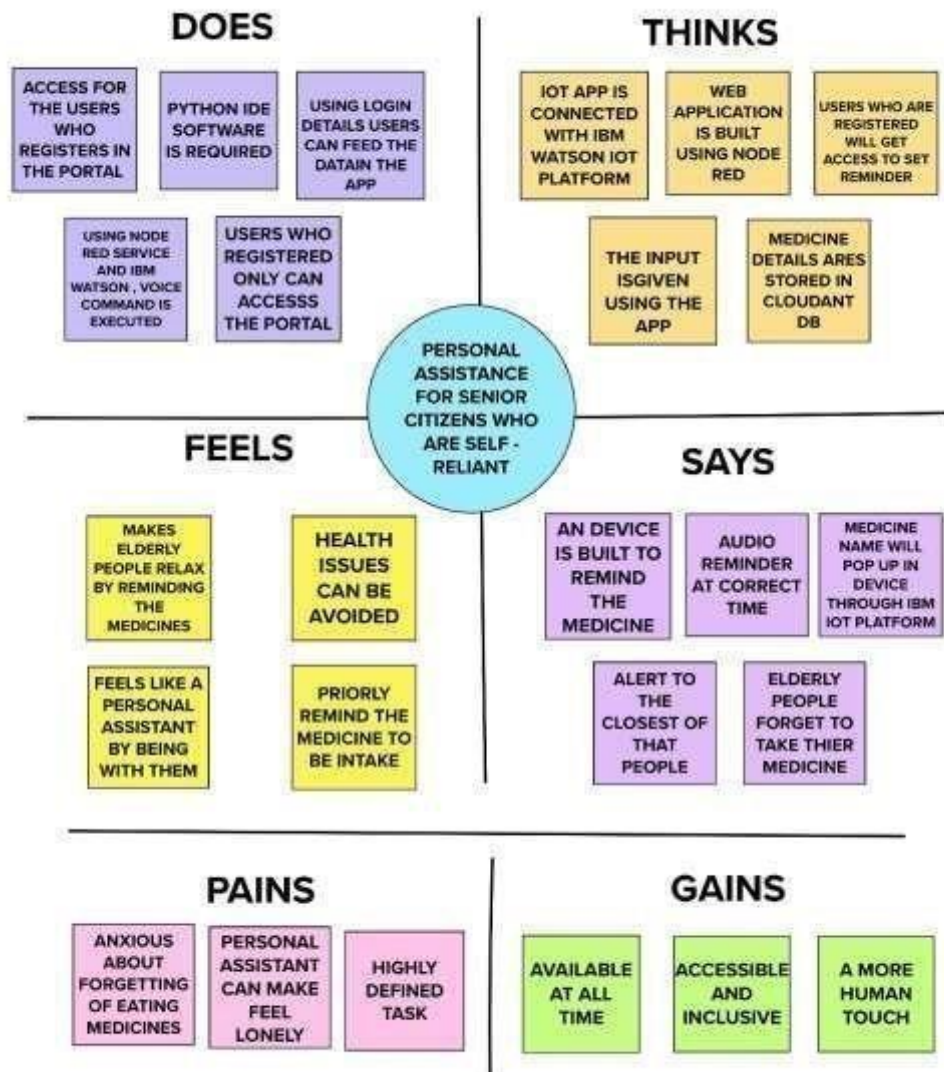 DOES
ACCESS FOR
THE USERS
WHO
REGISTERS IN
THE PORTAL
PYTHON IDE
SOFTWARE
IS REQUIRED
USING LOGIN
DETAILS USERS
CAN FEED THE
DATAIN THE
APP
USING NODE
RED SERVICE
AND IBM
WATSON , VOICE
COMMAND IS
EXECUTED
USERS WHO
REGISTERED
ONLY CAN
ACCESSS
THE PORTAL
THINKS
IOT APP IS
CONNECTED
WITH IBM
WATSON IOT
PLATFORM
WEB
APPLICATION
IS BUILT
USING NODE
RED
USERS WHO ARE
REGISTERED
WILL GET
ACCESS TO SET
REMINDER
THE INPUT
ISGIVEN
USING THE
APP
MEDICINE
DETAILS ARES
STORED IN
CLOUDANT
DB
PERSONAL
ASSISTANCE
FOR SENIOR
CITIZENS WHO
ARE SELF -
RELIANT
FEELS
MAKES
ELDERLY
PEOPLE RELAX
BY REMINDING
THE
MEDICINES
HEALTH
ISSUES
CAN BE
AVOIDED
FEELS LIKE A
PERSONAL
ASSISTANT
BY BEING
WITH THEM
PRIORLY
REMIND THE
MEDICINE TO
BE INTAKE
SAYS
AN DEVICE
IS BUILT TO
REMIND
THE
MEDICINE
AUDIO
REMINDER
AT CORRECT
TIME
MEDICINE
NAME WILL
POP UP IN
DEVICE
THROUGH IBM
IOT PLATFORM
ALERT TO
THE
CLOSEST OF
THAT
PEOPLE
ELDERLY
PEOPLE
FORGET TO
TAKE THIER
MEDICINE
PAINS
ANXIOUS
ABOUT
FORGETTING
OF EATING
MEDICINES
PERSONAL
ASSISTANT
CAN MAKE
FEEL
LONELY
HIGHLY
DEFINED
TASK
GAINS
AVAILABLE
AT ALL
TIME
ACCESSIBLE
AND
INCLUSIVE
A MORE
HUMAN
TOUCH